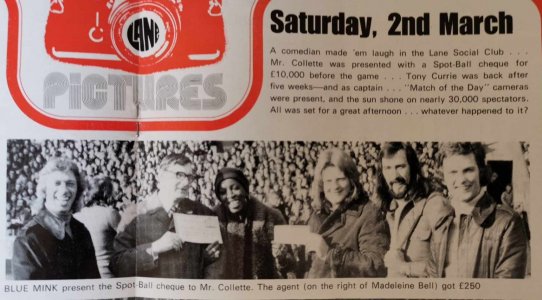 LANE
PICTURES
Saturday, 2nd March
A comedian made 'em laugh in the Lane Social Club . . .
Mr. Collette was presented with a Spot-Ball cheque for
£10,000 before the game . . . Tony Currie was back after
five weeks—and as captain . . . "Match of the Day" cameras
were present, and the sun shone on nearly 30,000 spectators.
All was set for a great afternoon . . . whatever happened to it?
BLUE MINK present the Spot-Ball cheque to Mr. Collette. The agent (on the right of Madeleine Bell) got £250